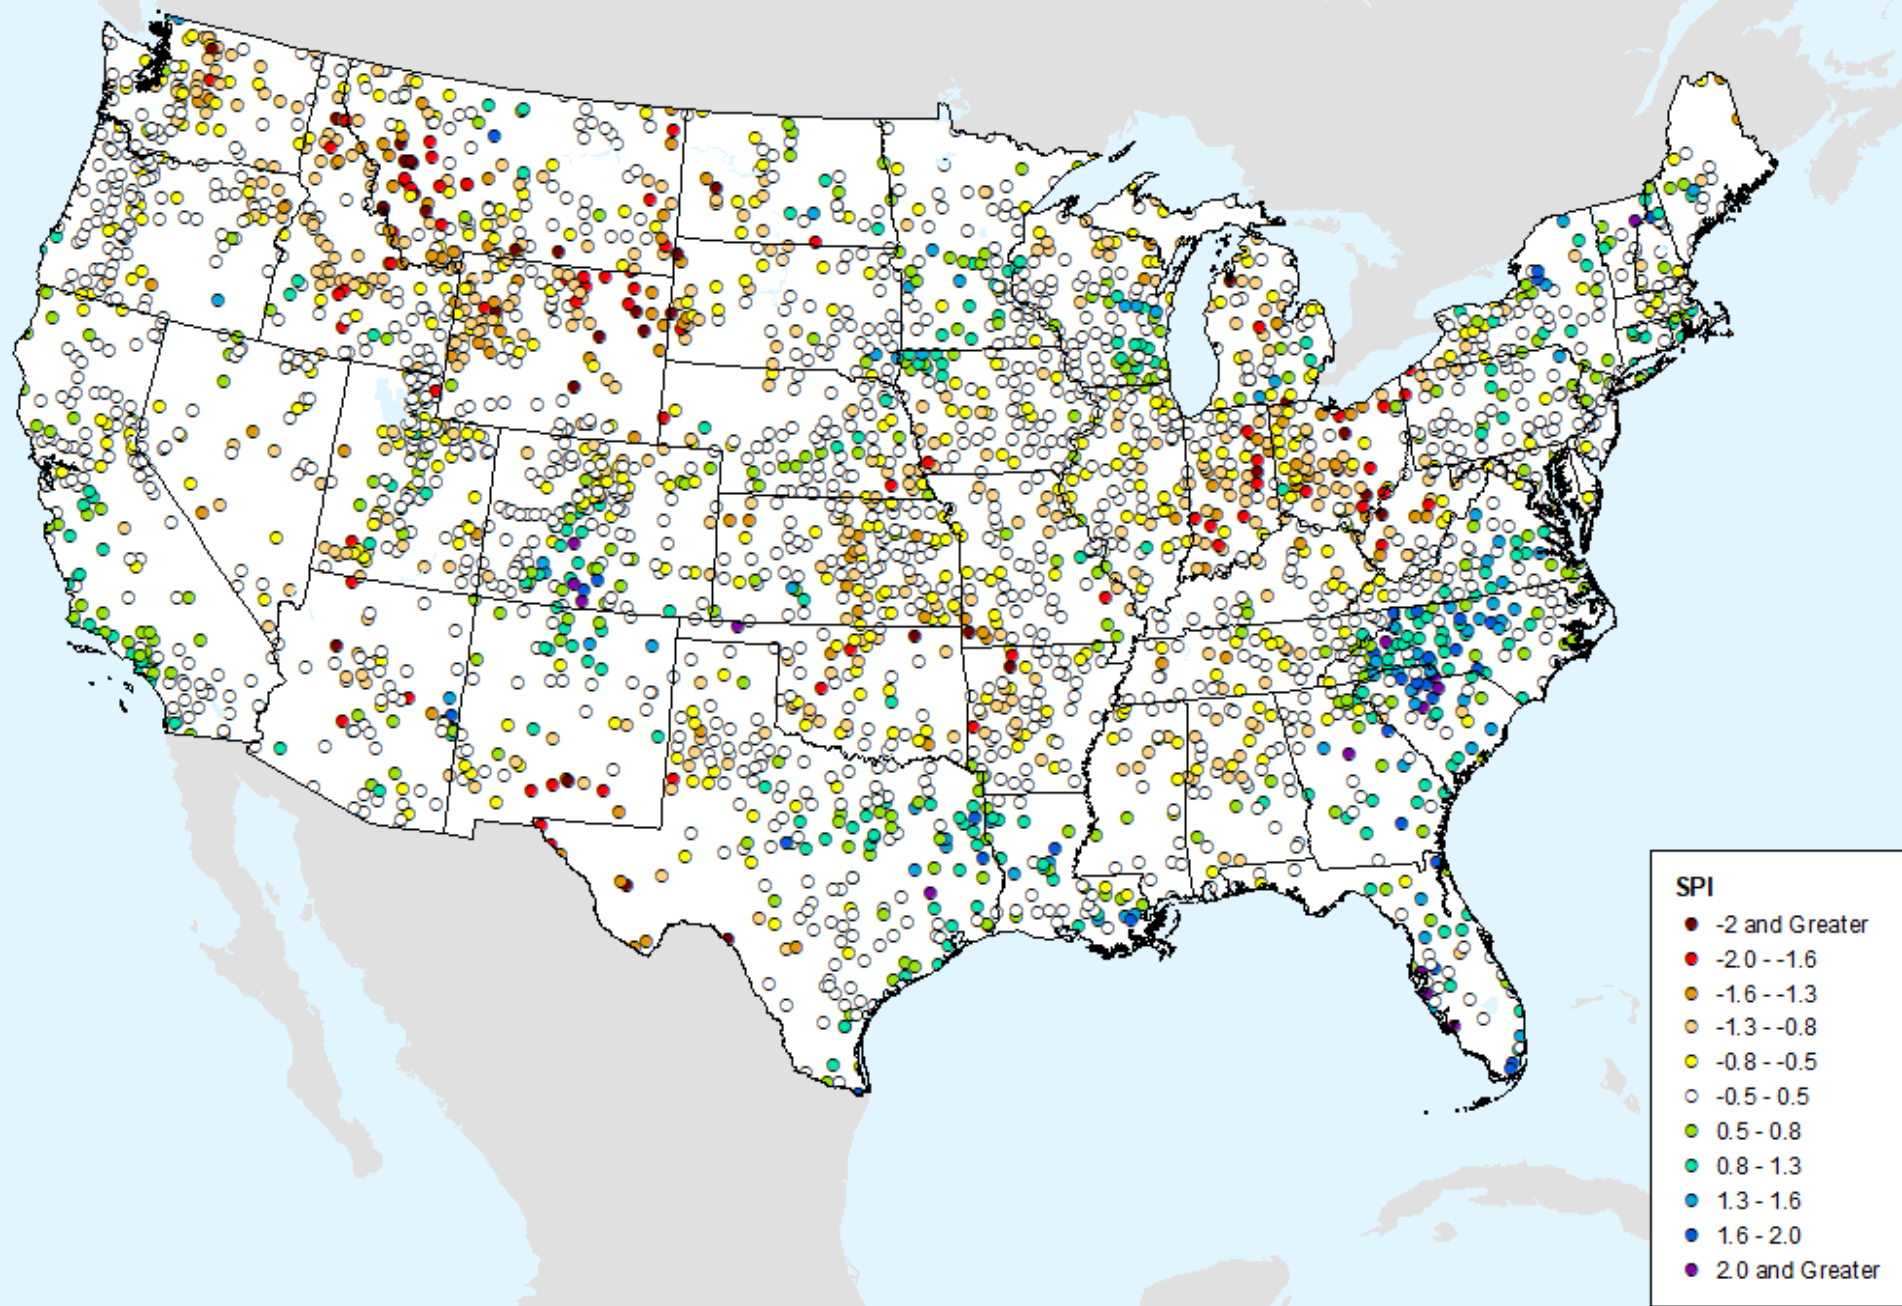 SPI
-2 and Greater
-2.0 - -1.6
-1.6 - -1.3
-1.3 - -0.8
-0.8 - -0.5
-0.5 - 0.5
0.5 - 0.8
0.8 - 1.3
1.3 - 1.6
1.6 - 2.0
2.0 and Greater